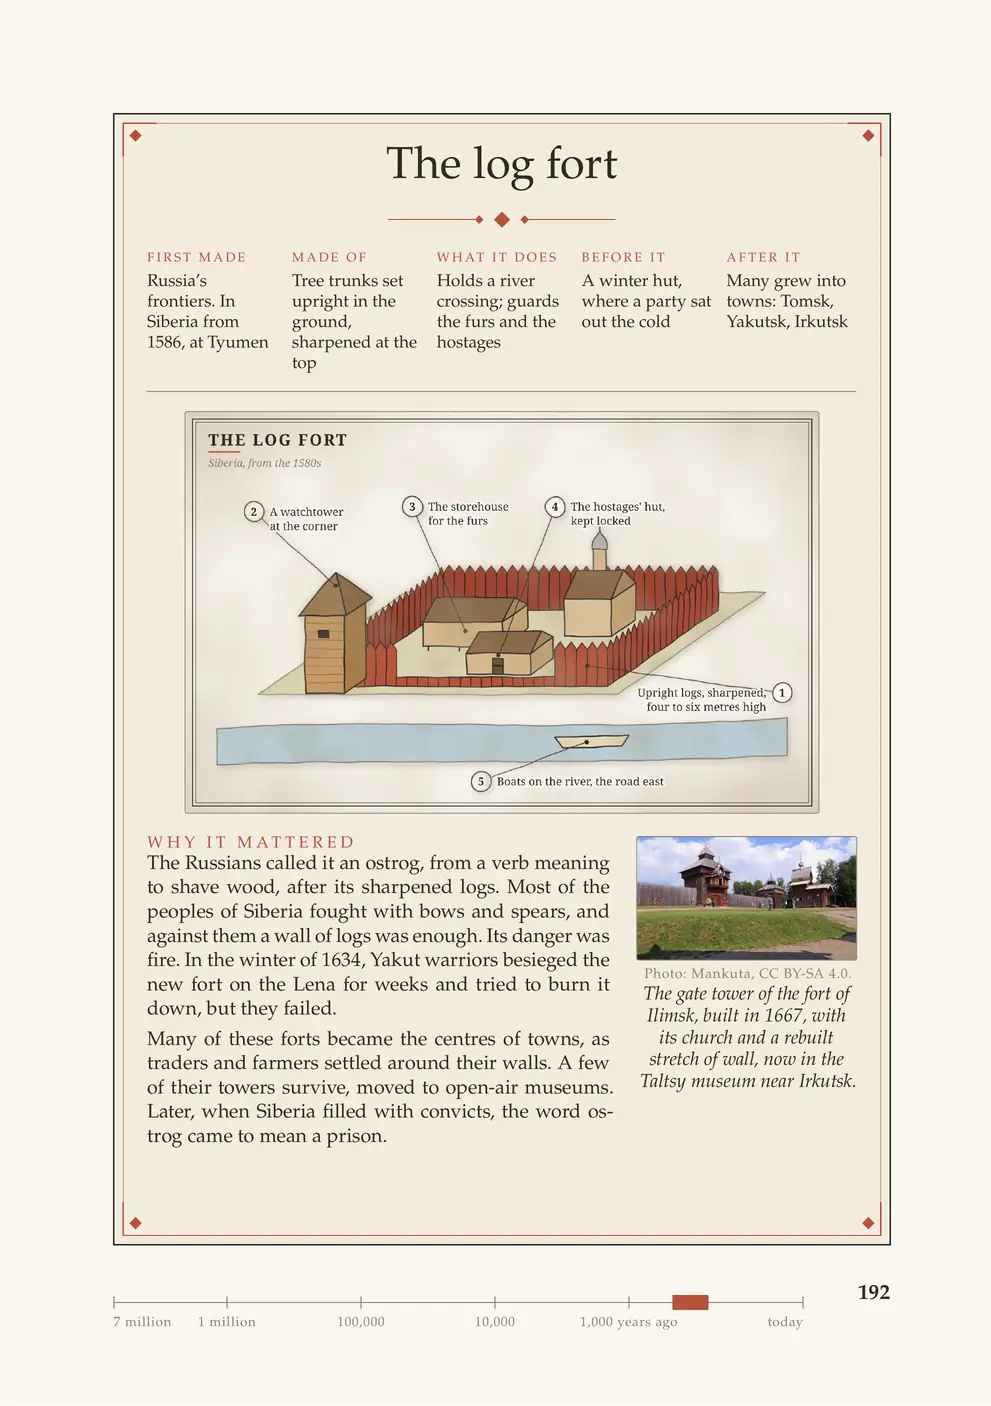 The log fort
FIRST MADE
Russia's
frontiers. In
Siberia from
1586, at Tyumen
MADE OF
Tree trunks set
upright in the
ground,
sharpened at the
top
WHAT IT DOES
Holds a river
crossing; guards
the furs and the
hostages
BEFORE IT
A winter hut,
where a party sat
out the cold
AFTER IT
Many grew into
towns: Tomsk,
Yakutsk, Irkutsk
THE LOG FORT
Siberia, from the 1580s
2 A watchtower
at the corner
3 The storehouse
for the furs
4 The hostages' hut,
kept locked
Upright logs, sharpened, 1
four to six metres high
5 Boats on the river, the road east
WHY IT MATTERED
The Russians called it an ostrog, from a verb meaning
to shave wood, after its sharpened logs. Most of the
peoples of Siberia fought with bows and spears, and
against them a wall of logs was enough. Its danger was
fire. In the winter of 1634, Yakut warriors besieged the
new fort on the Lena for weeks and tried to burn it
down, but they failed.
Many of these forts became the centres of towns, as
traders and farmers settled around their walls. A few
of their towers survive, moved to open-air museums.
Later, when Siberia filled with convicts, the word os-
trog came to mean a prison.
Photo: Mankuta, CC BY-SA 4.0.
The gate tower of the fort of
Ilimsk, built in 1667, with
its church and a rebuilt
stretch of wall, now in the
Taltsy museum near Irkutsk.
192
7 million 1 million 100,000 10,000 1,000 years ago today